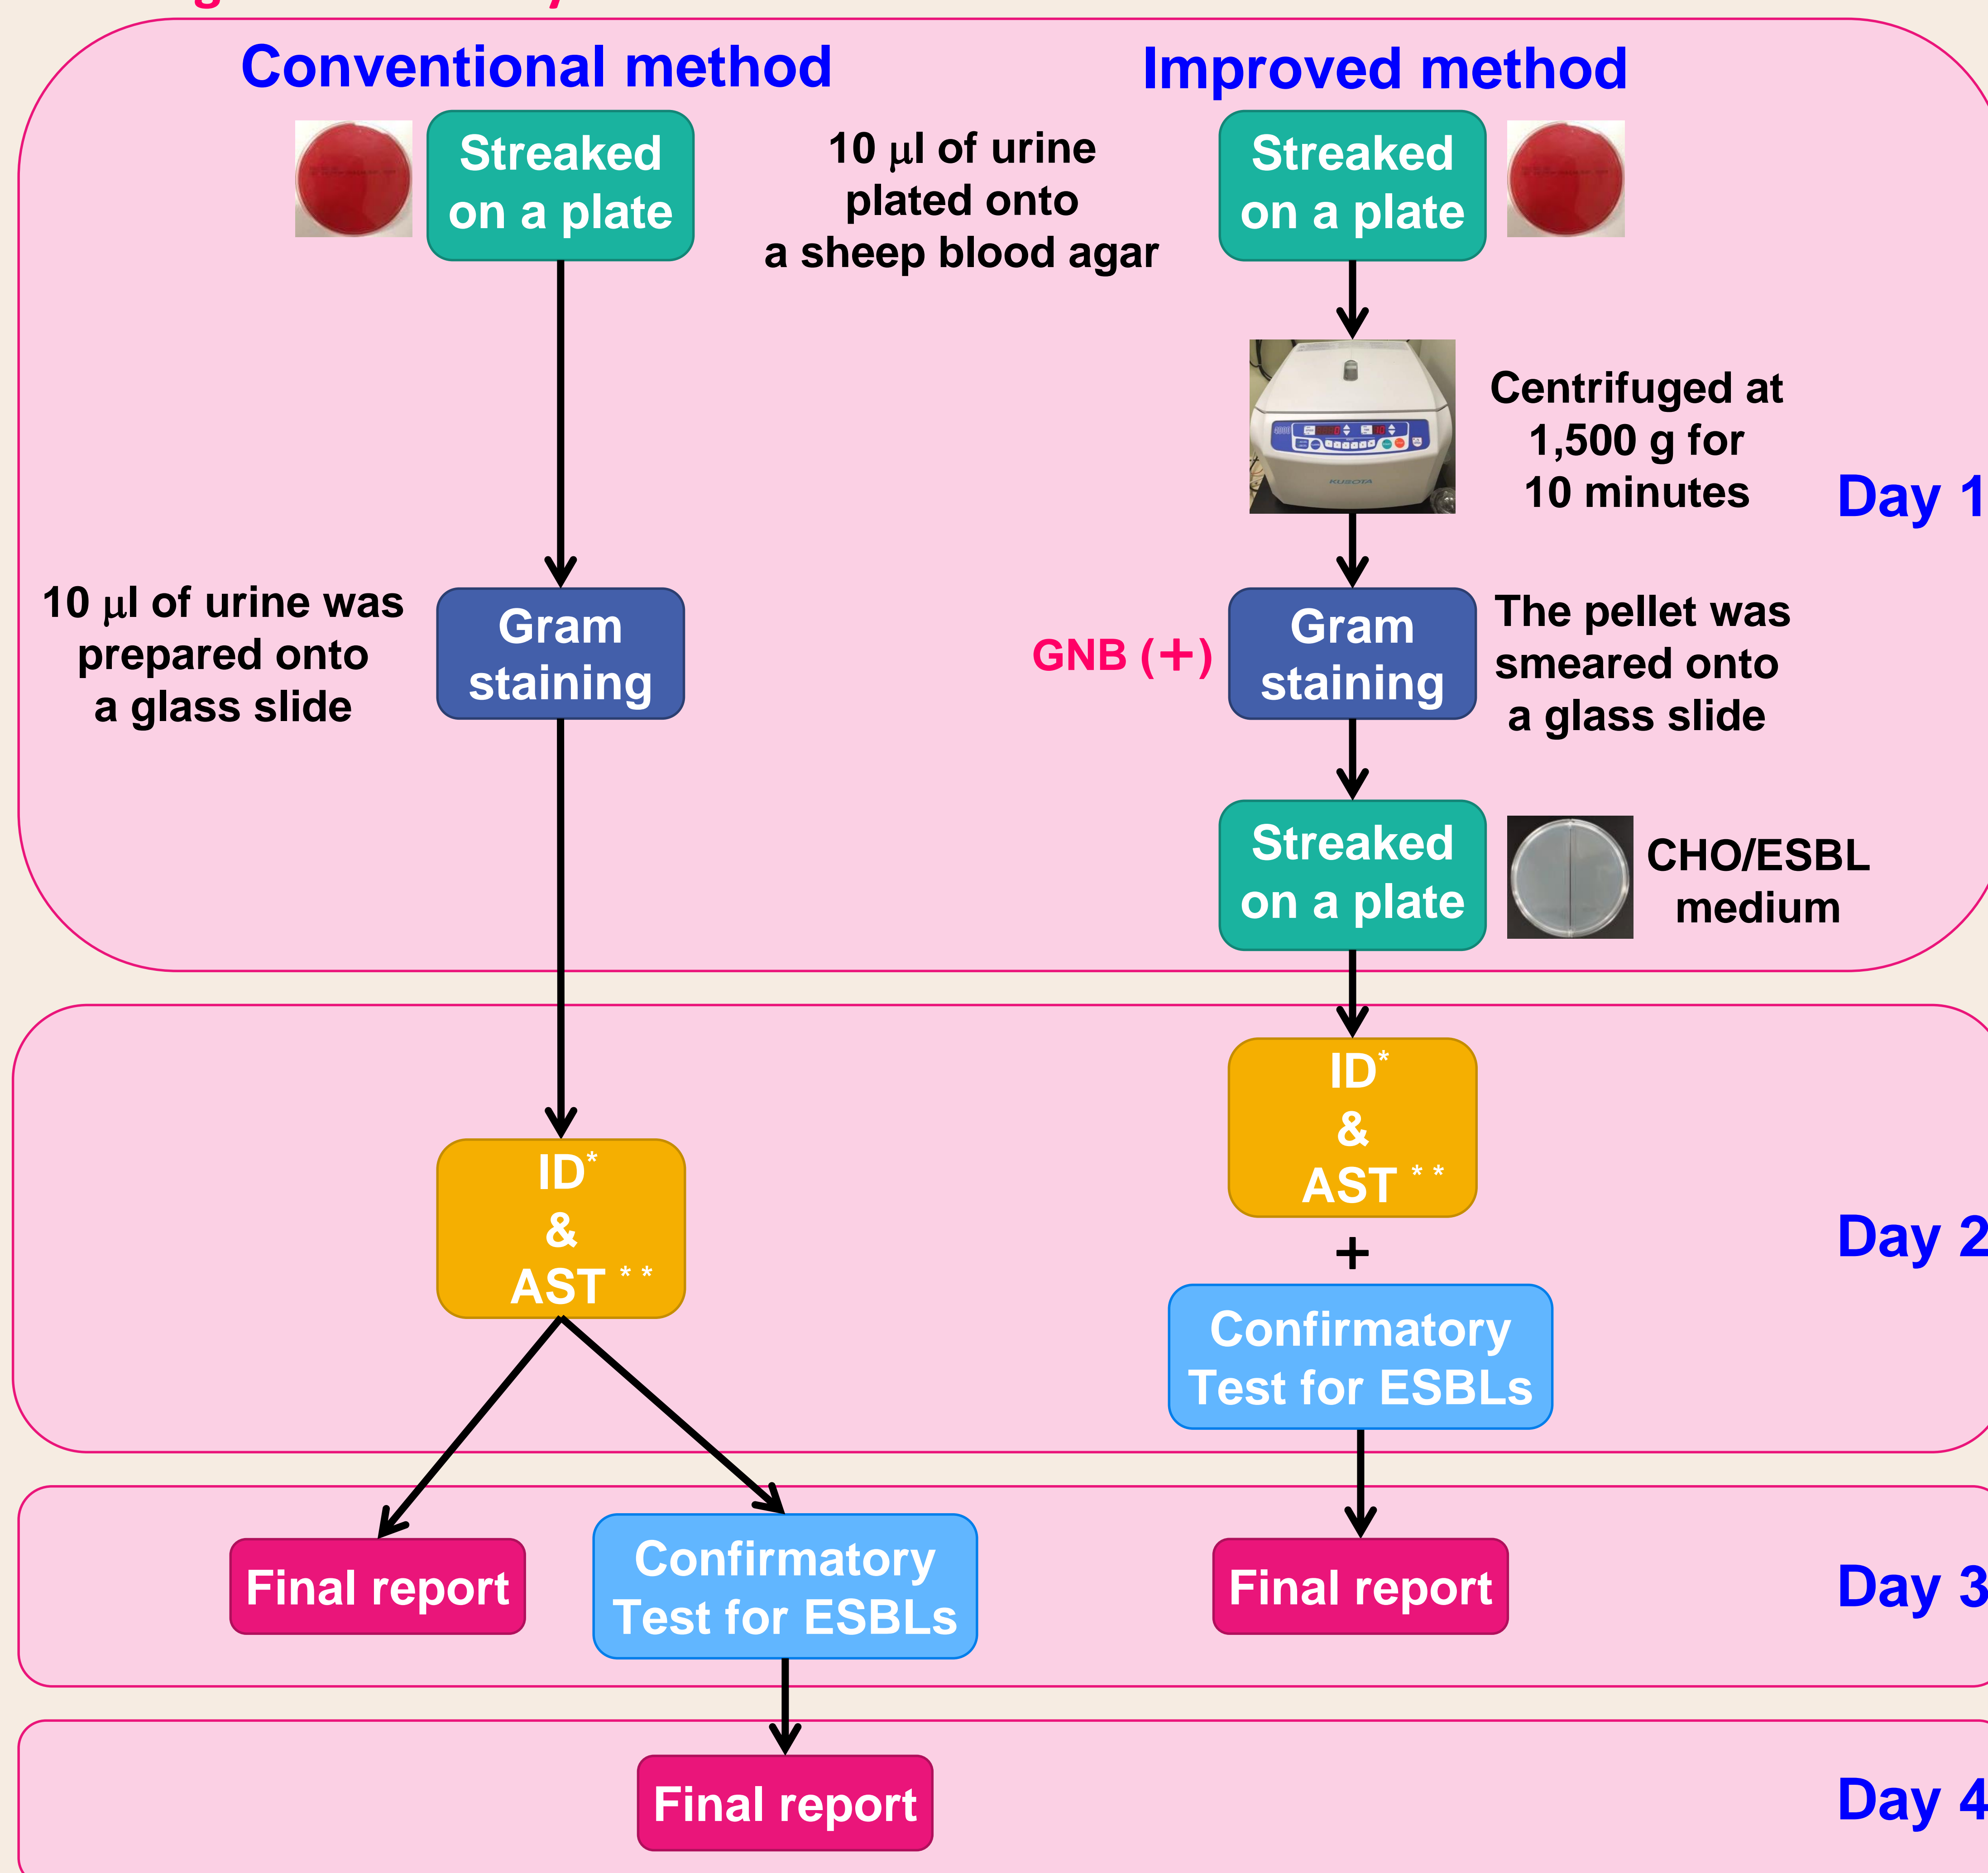 Conventional method
Improved method
Streaked
on a plate
10 μl of urine
plated onto
a sheep blood agar
Streaked
on a plate
KUBOTA
Centrifuged at
1,500 g for
10 minutes
Day 1
10 μl of urine was
prepared onto
a glass slide
Gram
staining
GNB (+)
Gram
staining
The pellet was
smeared onto
a glass slide
Streaked
on a plate
CHO/ESBL
medium
ID*
&
AST **
+
Confirmatory
Test for ESBLs
ID*
&
AST **
Day 2
Final report
Confirmatory
Test for ESBLs
Final report
Day 3
Final report
Day 4